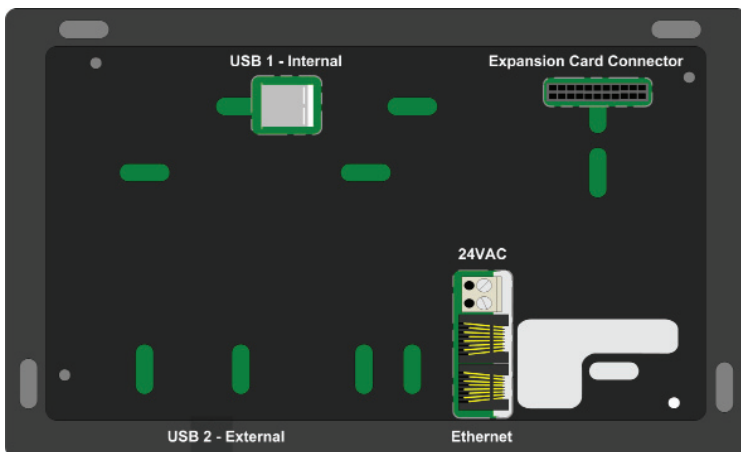 USB 1 - Internal
Expansion Card Connector
24VAC
USB 2 - External
Ethernet